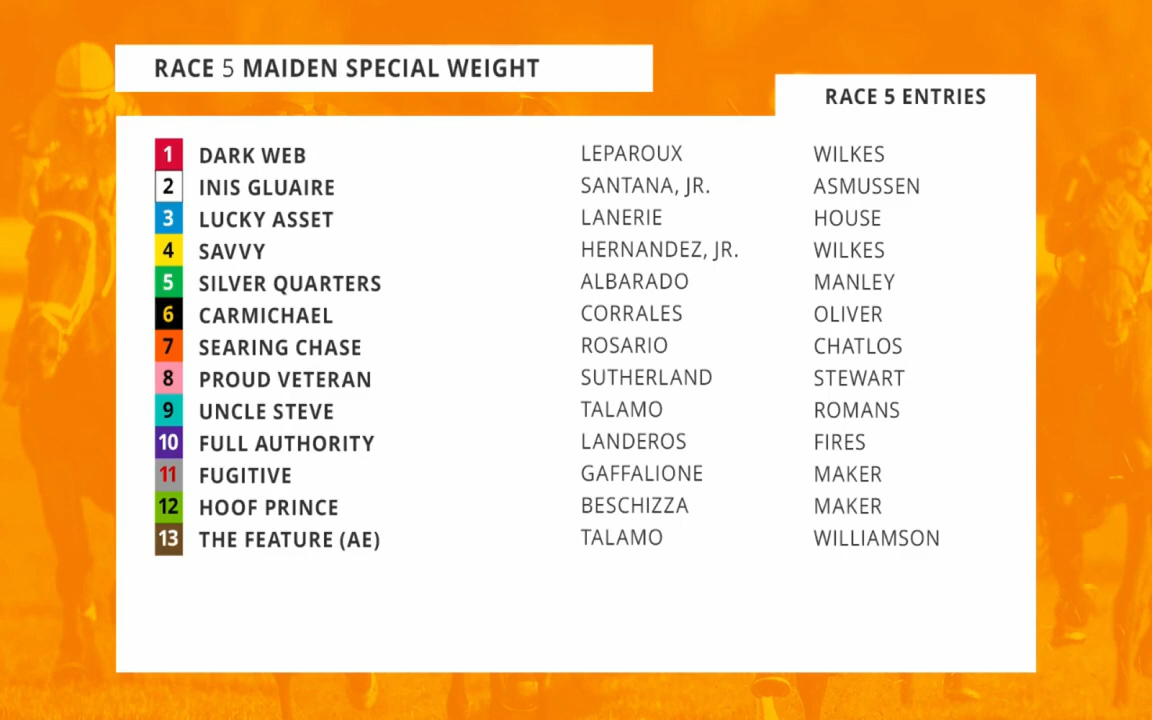 RACE 5 MAIDEN SPECIAL WEIGHT
RACE 5 ENTRIES
1 DARK WEB LEPAROUX WILKES
2 INIS GLUAIRE SANTANA, JR. ASMUSSEN
3 LUCKY ASSET LANERIE HOUSE
4 SAVVY HERNANDEZ, JR. WILKES
5 SILVER QUARTERS ALBARADO MANLEY
6 CARMICHAEL CORRALES OLIVER
7 SEARING CHASE ROSARIO CHATLOS
8 PROUD VETERAN SUTHERLAND STEWART
9 UNCLE STEVE TALAMO ROMANS
10 FULL AUTHORITY LANDEROS FIRES
11 FUGITIVE GAFFALIONE MAKER
12 HOOF PRINCE BESCHIZZA MAKER
13 THE FEATURE (AE) TALAMO WILLIAMSON